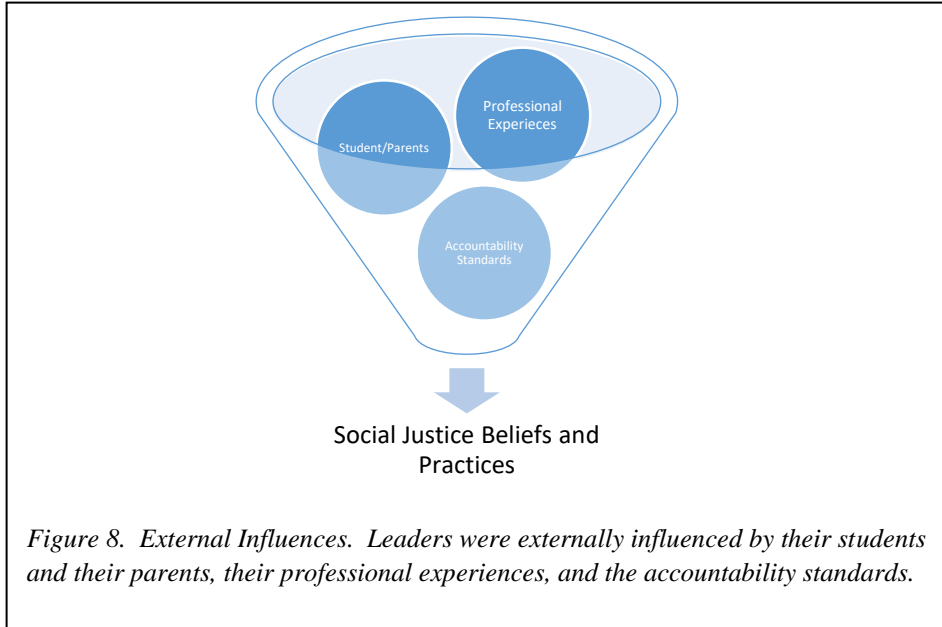 Professional
Experieces
Student/Parents
Accountability
Standards
Social Justice Beliefs and
Practices
Figure 8. External Influences. Leaders were externally influenced by their students
and their parents, their professional experiences, and the accountability standards.